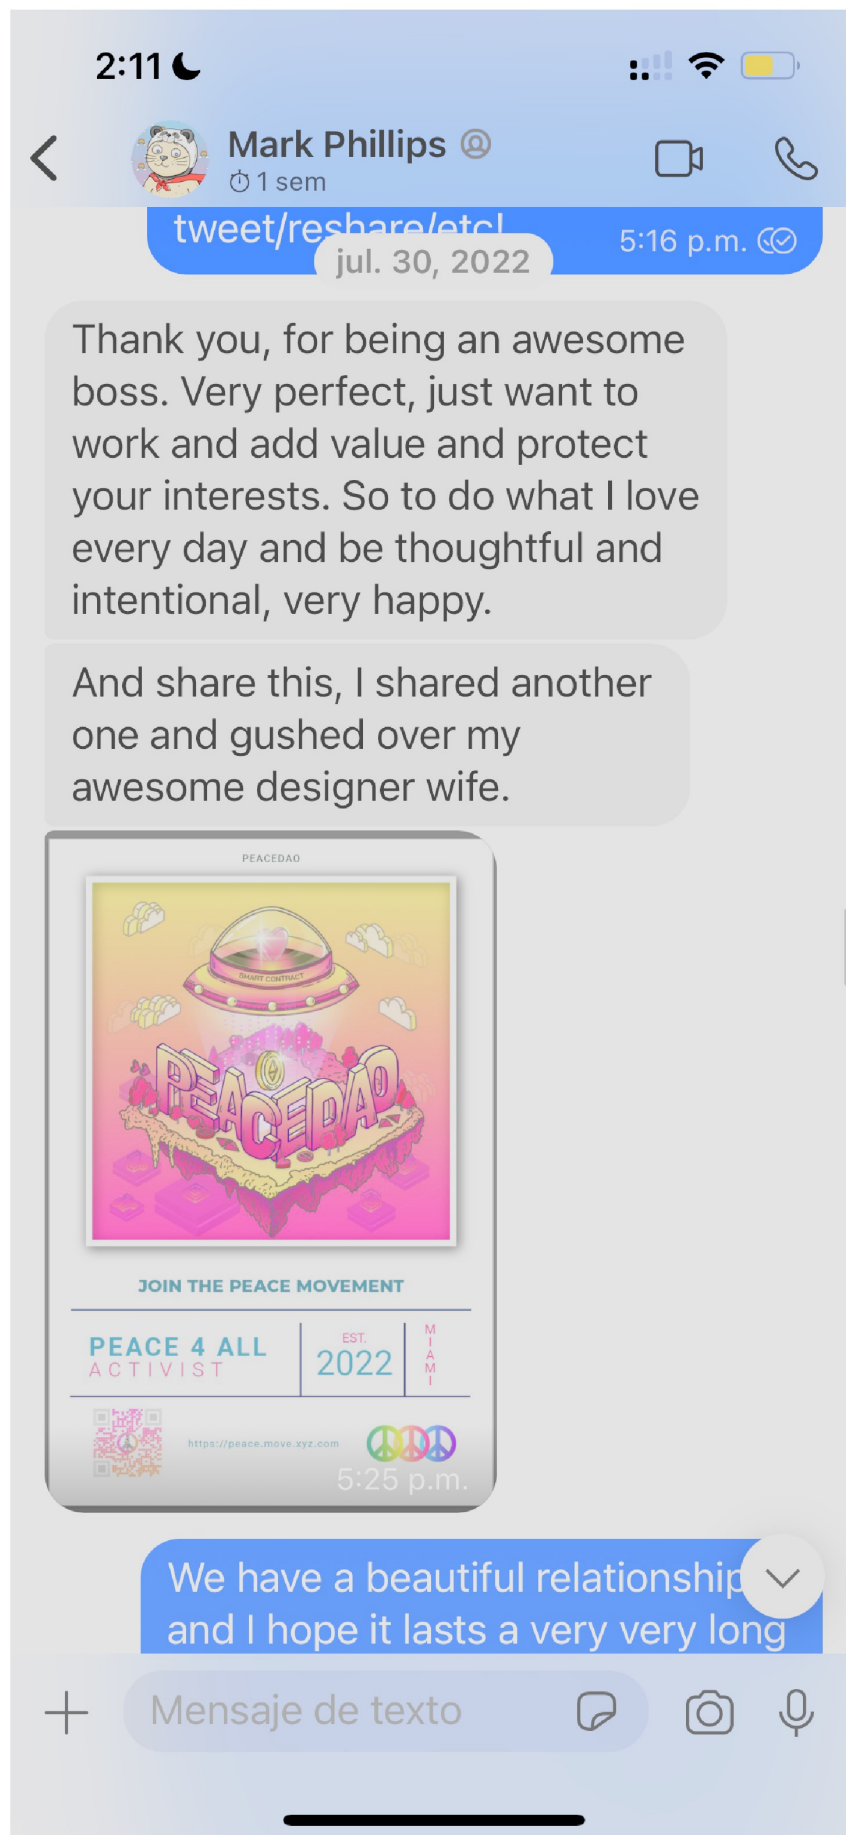 2:11
Mark Phillips
1 sem
tweet/reshare/etc!
5:16 p.m.
jul. 30, 2022
Thank you, for being an awesome
boss. Very perfect, just want to
work and add value and protect
your interests. So to do what I love
every day and be thoughtful and
intentional, very happy.
And share this, I shared another
one and gushed over my
awesome designer wife.
PEACEDAO
SMART CONTRACT
PEACEDAO
JOIN THE PEACE MOVEMENT
PEACE 4 ALL
ACTIVIST
EST.
2022
MIAMI
https://peace.move.xyz.com
5:25 p.m.
We have a beautiful relationship
and I hope it lasts a very very long
Mensaje de texto